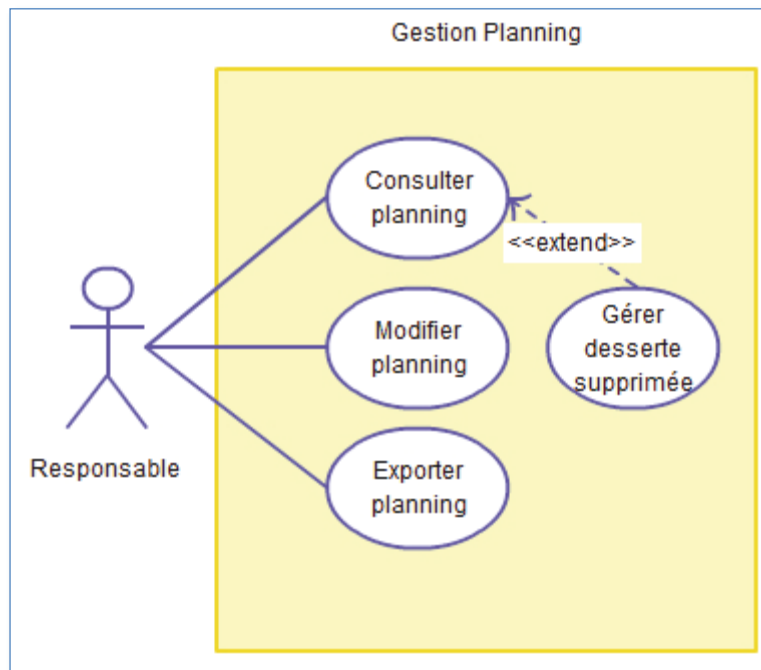 Gestion Planning
Consulter
planning
<<extend>>
Modifier
planning
Gérer
desserte
supprimée
Responsable
Exporter
planning